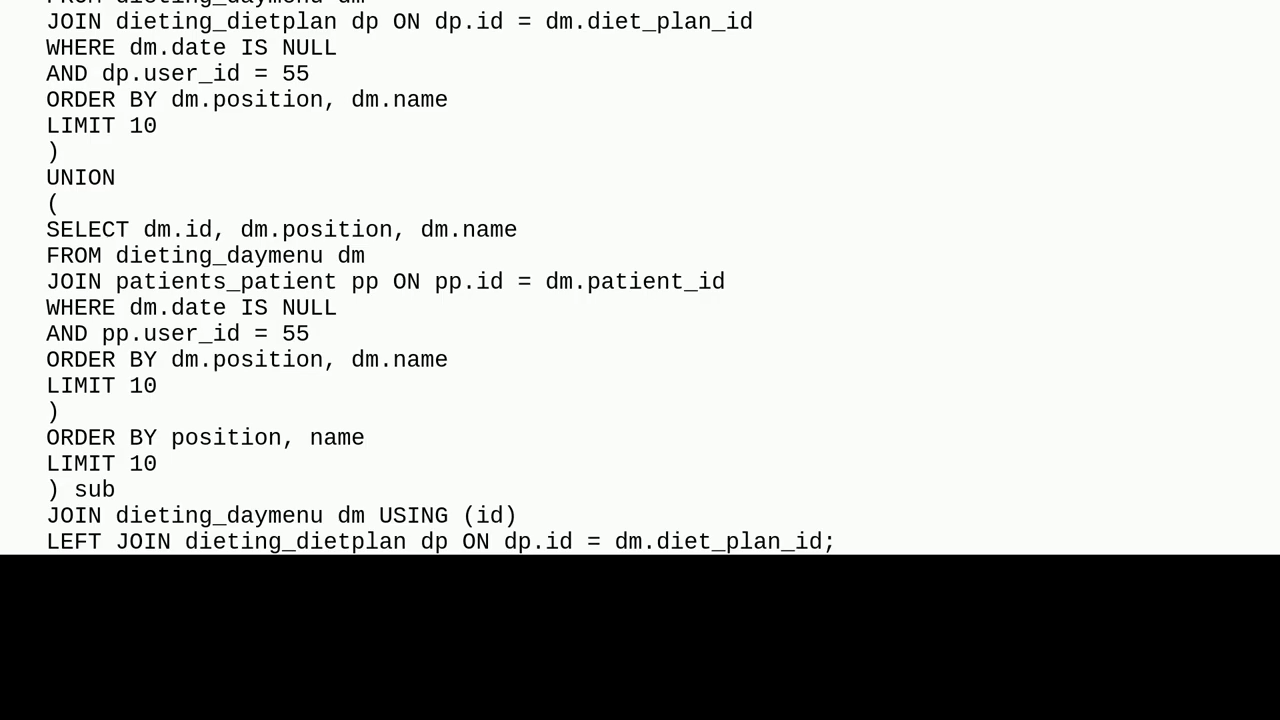 FROM dieting_daymenu dm
JOIN dieting_dietplan dp ON dp.id = dm.diet_plan_id
WHERE dm.date IS NULL
AND dp.user_id = 55
ORDER BY dm.position, dm.name
LIMIT 10
)
UNION
(
SELECT dm.id, dm.position, dm.name
FROM dieting_daymenu dm
JOIN patients_patient pp ON pp.id = dm.patient_id
WHERE dm.date IS NULL
AND pp.user_id = 55
ORDER BY dm.position, dm.name
LIMIT 10
)
ORDER BY position, name
LIMIT 10
) sub
JOIN dieting_daymenu dm USING (id)
LEFT JOIN dieting_dietplan dp ON dp.id = dm.diet_plan_id;